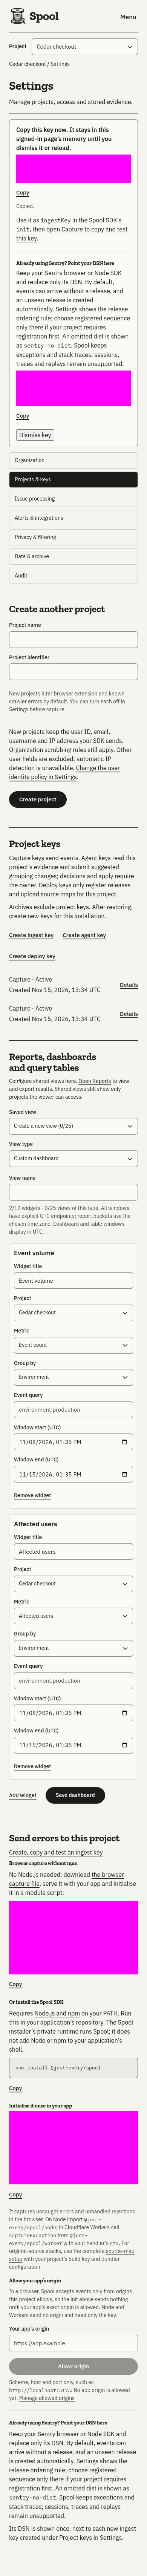 Spool
Menu
Project
Cedar checkout
Cedar checkout / Settings
Settings
Manage projects, access and stored evidence.
Copy this key now. It stays in this
signed-in page's memory until you
dismiss it or reload.
Copy
Copied.
Use it as ingestKey in the Spool SDK's
init, then open Capture to copy and test
this key.
Already using Sentry? Point your DSN here
Keep your Sentry browser or Node SDK
and replace only its DSN. By default,
events can arrive without a release, and
an unseen release is created
automatically. Settings shows the release
ordering rule; choose registered sequence
only there if your project requires
registration first. An omitted dist is shown
as sentry-no-dist. Spool keeps
exceptions and stack traces; sessions,
traces and replays remain unsupported.
Copy
Dismiss key
Organization
Projects & keys
Issue processing
Alerts & integrations
Privacy & filtering
Data & archive
Audit
Create another project
Project name
Project identifier
New projects filter browser extension and known
crawler errors by default. You can turn each off in
Settings before capture.
New projects keep the user ID, email,
username and IP address your SDK sends.
Organization scrubbing rules still apply. Other
user fields are excluded; automatic IP
detection is unavailable. Change the user
identity policy in Settings.
Create project
Project keys
Capture keys send events. Agent keys read this
project's evidence and submit suggested
grouping changes; decisions and apply require
the owner. Deploy keys only register releases
and upload source maps for this project.
Archives exclude project keys. After restoring,
create new keys for this installation.
Create ingest key
Create agent key
Create deploy key
Capture · Active
Created Nov 15, 2026, 13:34 UTC
Details
Capture · Active
Created Nov 15, 2026, 13:34 UTC
Details
Reports, dashboards
and query tables
Configure stored views here. Open Reports to view
and export results. Shared views still show only
projects the viewer can access.
Saved view
Create a new view (0/25)
View type
Custom dashboard
View name
2/12 widgets · 0/25 views of this type. All windows
have explicit UTC endpoints; report buckets use the
chosen time zone. Dashboard and table windows
display in UTC.
Event volume
Widget title
Event volume
Project
Cedar checkout
Metric
Event count
Group by
Environment
Event query
environment:production
Window start (UTC)
11/08/2026, 01:35 PM
Window end (UTC)
11/15/2026, 01:35 PM
Remove widget
Affected users
Widget title
Affected users
Project
Cedar checkout
Metric
Affected users
Group by
Environment
Event query
environment:production
Window start (UTC)
11/08/2026, 01:35 PM
Window end (UTC)
11/15/2026, 01:35 PM
Remove widget
Add widget
Save dashboard
Send errors to this project
Create, copy and test an ingest key
Browser capture without npm
No Node.js needed: download the browser
capture file, serve it with your app and initialise
it in a module script:
Copy
Or install the Spool SDK
Requires Node.js and npm on your PATH. Run
this in your application's repository. The Spool
installer's private runtime runs Spool; it does
not add Node or npm to your application's
shell.
npm install @just-every/spool
Copy
Initialise it once in your app
Copy
It captures uncaught errors and unhandled rejections
in the browser. On Node import @just-
every/spool/node; in Cloudflare Workers call
captureException from @just-
every/spool/worker with your handler's ctx. For
original-source stacks, use the complete source-map
setup with your project's build key and bundler
configuration.
Allow your app's origin
In a browser, Spool accepts events only from origins
this project allows, so the init above sends nothing
until your app's exact origin is allowed. Node and
Workers send no origin and need only the key.
Your app's origin
https://app.example
Allow origin
Scheme, host and port only, such as
http://localhost:5173. No app origin is allowed
yet. Manage allowed origins
Already using Sentry? Point your DSN here
Keep your Sentry browser or Node SDK and
replace only its DSN. By default, events can
arrive without a release, and an unseen release
is created automatically. Settings shows the
release ordering rule; choose registered
sequence only there if your project requires
registration first. An omitted dist is shown as
sentry-no-dist. Spool keeps exceptions and
stack traces; sessions, traces and replays
remain unsupported.
Its DSN is shown once, next to each new ingest
key created under Project keys in Settings.